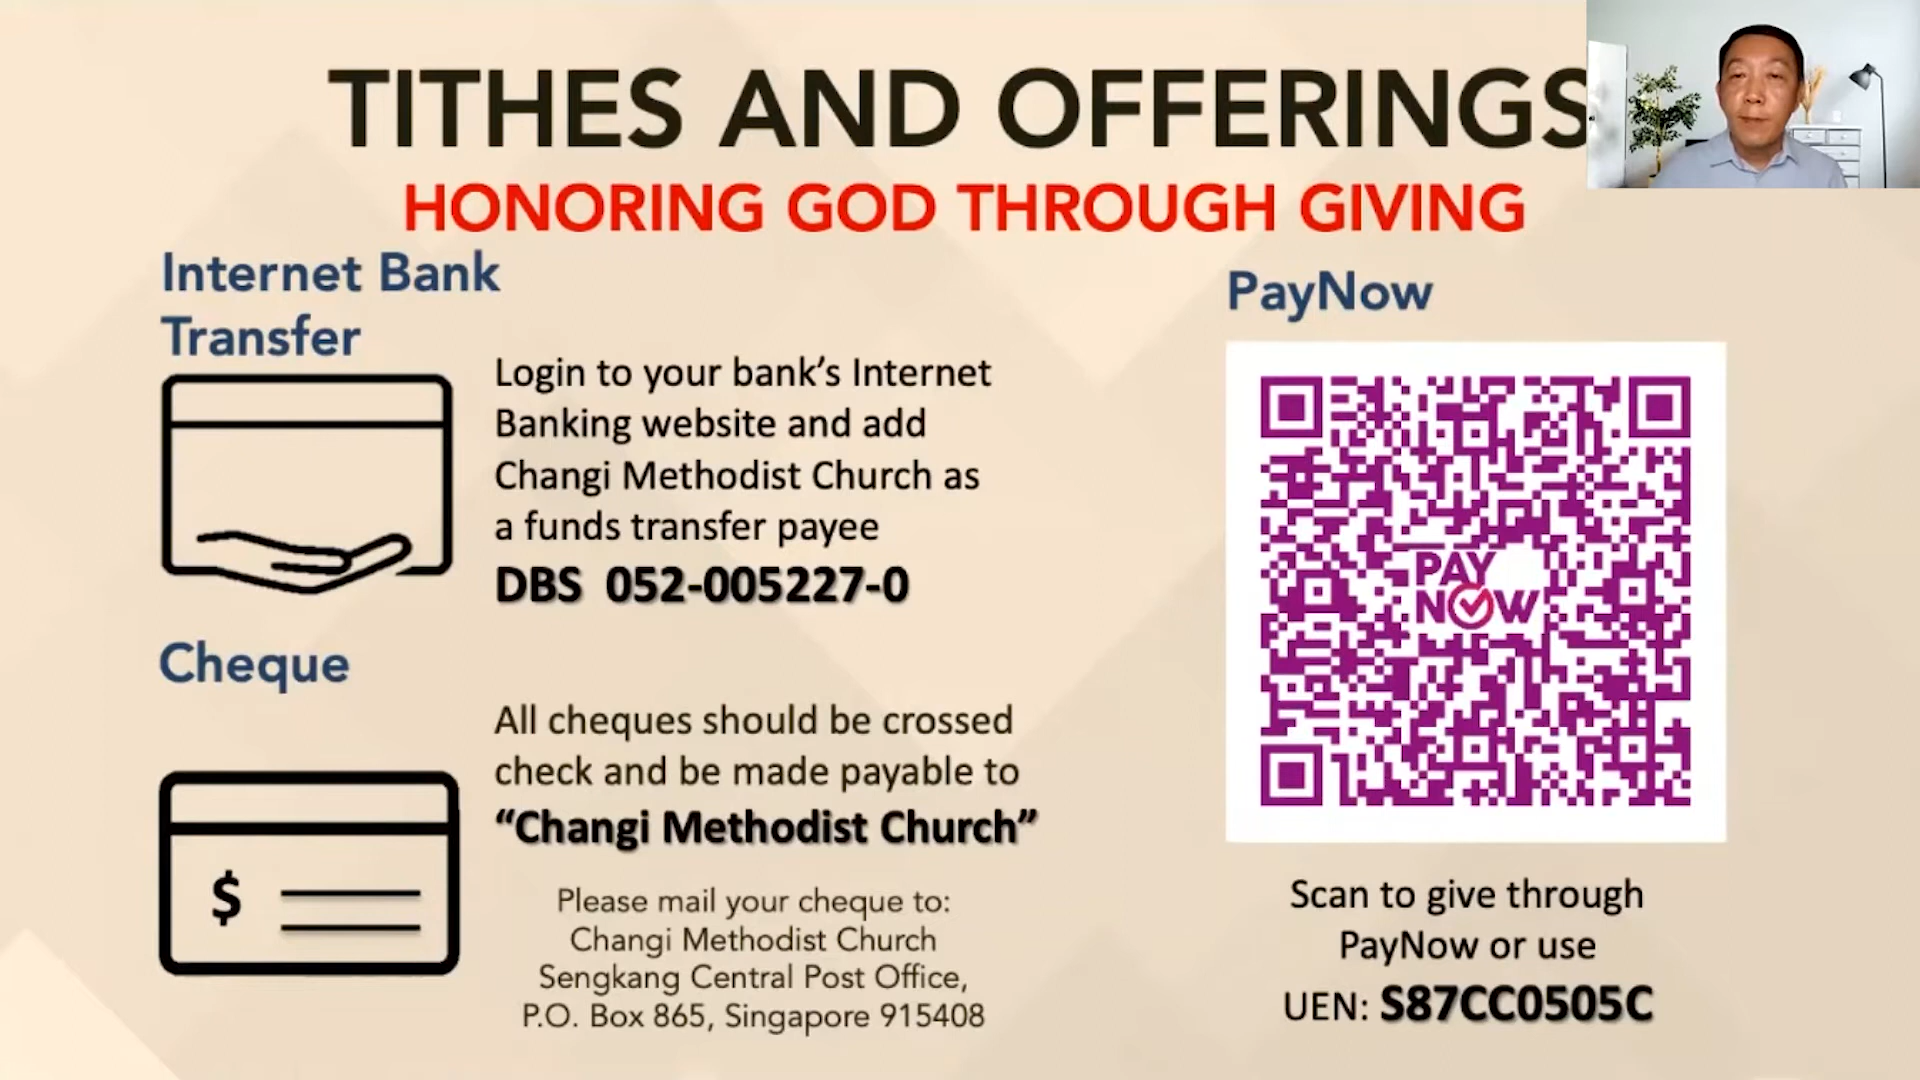 TITHES AND OFFERINGS
HONORING GOD THROUGH GIVING
Internet Bank
Transfer
Login to your bank’s Internet
Banking website and add
Changi Methodist Church as
a funds transfer payee
DBS 052-005227-0
Cheque
$
All cheques should be crossed
check and be made payable to
“Changi Methodist Church”
Please mail your cheque to:
Changi Methodist Church
Sengkang Central Post Office,
P.O. Box 865, Singapore 915408
PayNow
PAY
NOW
Scan to give through
PayNow or use
UEN: S87CC0505C